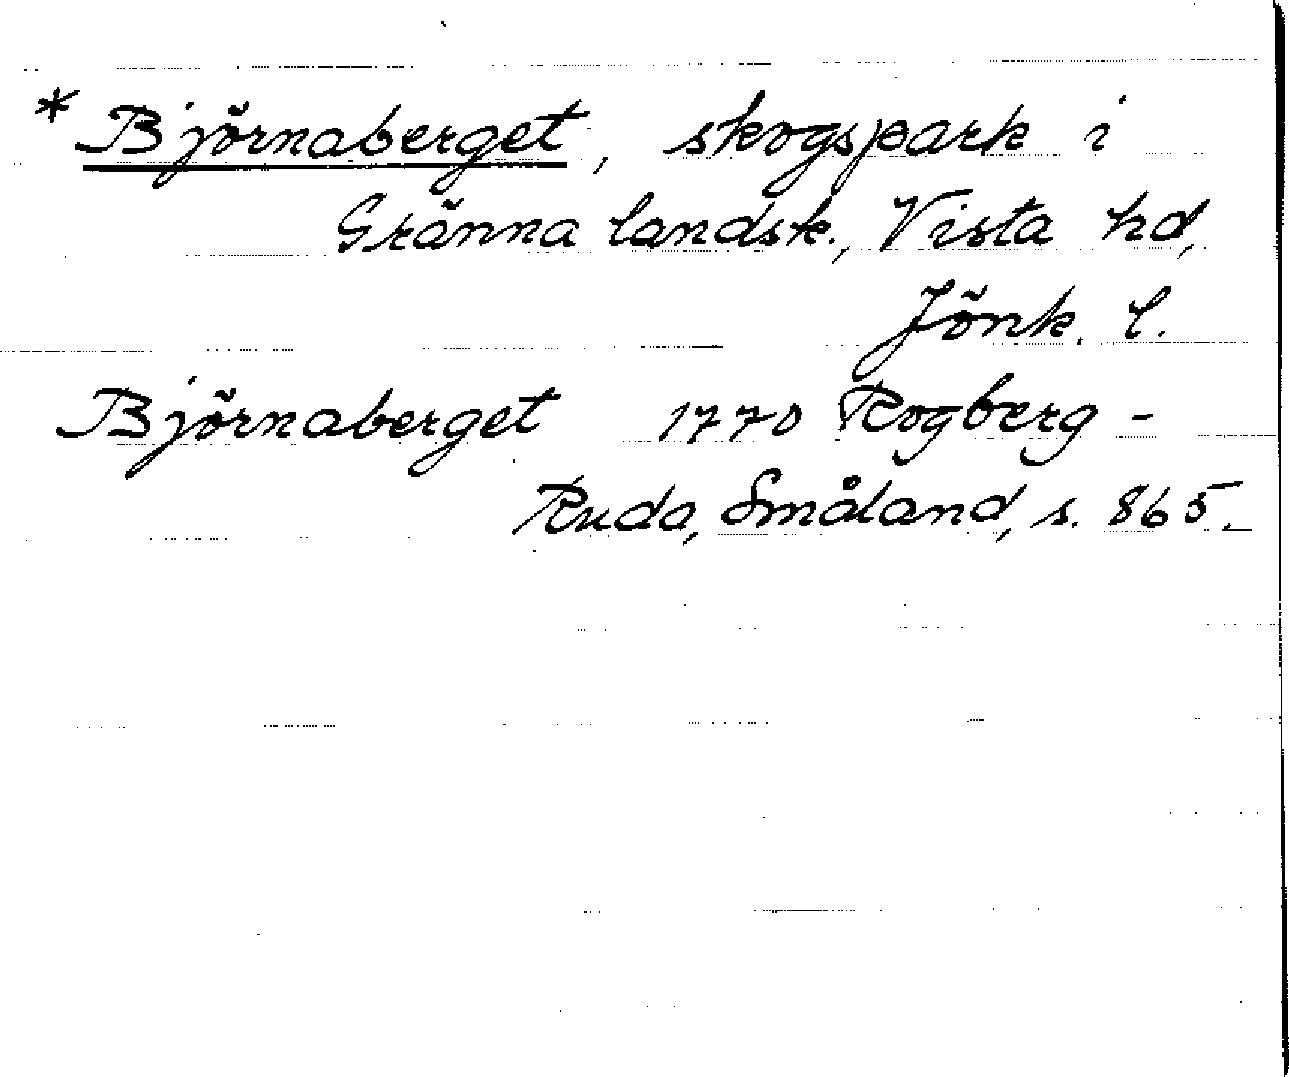 * Björnaberget, skogspark i
Gränna landsk., Vista hd,
Jönk. l.
Björnaberget 1770 Rogberg -
Ruda, Småland, s. 865.